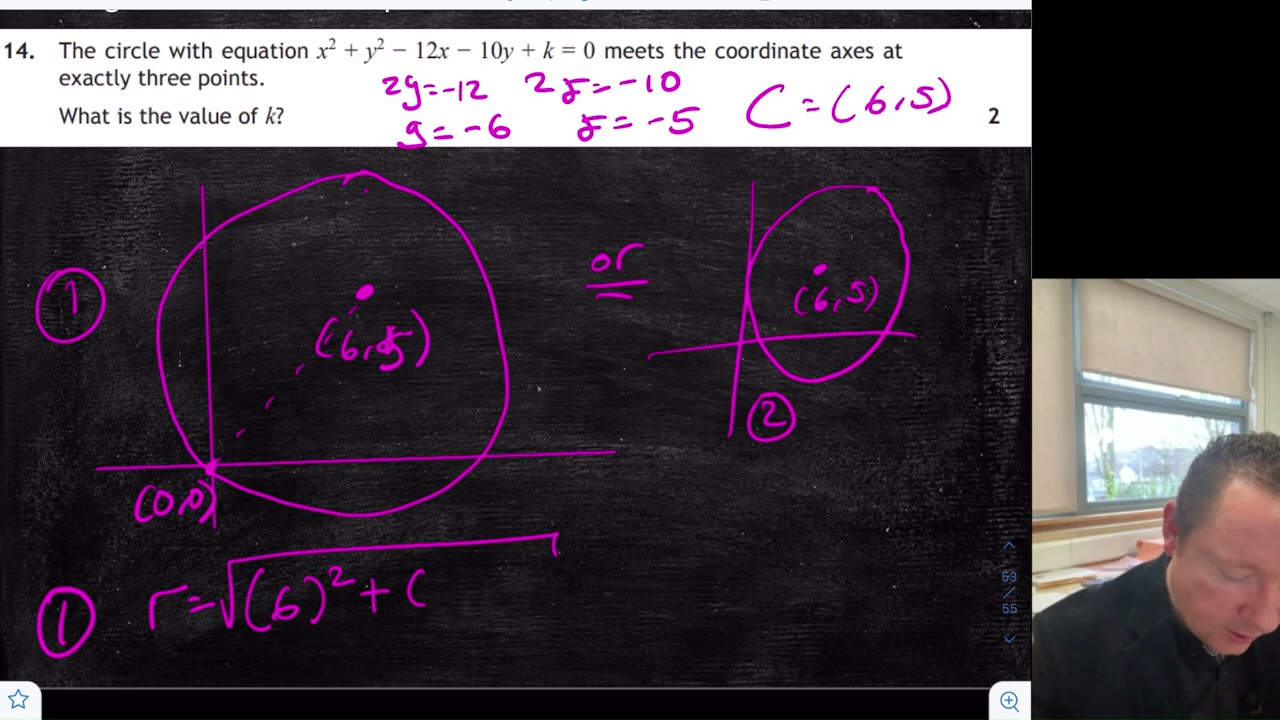 14. The circle with equation x² + y² − 12x − 10y + k = 0 meets the coordinate axes at
exactly three points.
What is the value of k?
2
2g=-12 2f=-10
g=-6 f=-5
C=(6,5)
1
(6,5)
(0,0)
or
(6,5)
2
1 r=√(6)²+(
53
/
55